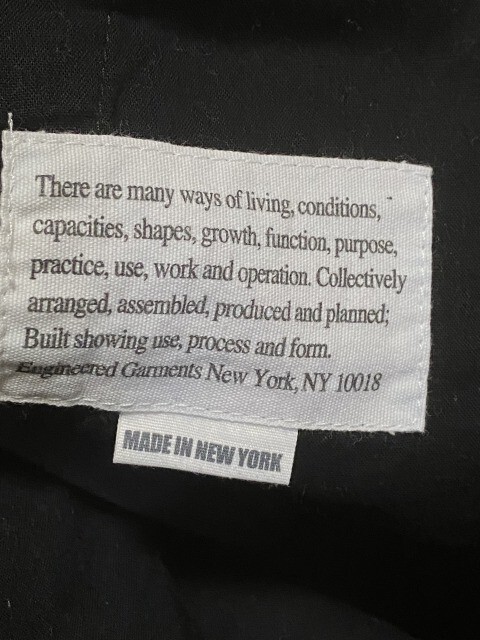 There are many ways of living, conditions,
capacities, shapes, growth, function, purpose,
practice, use, work and operation. Collectively
arranged, assembled, produced and planned;
Built showing use, process and form.
Engineered Garments New York, NY 10018
MADE IN NEW YORK